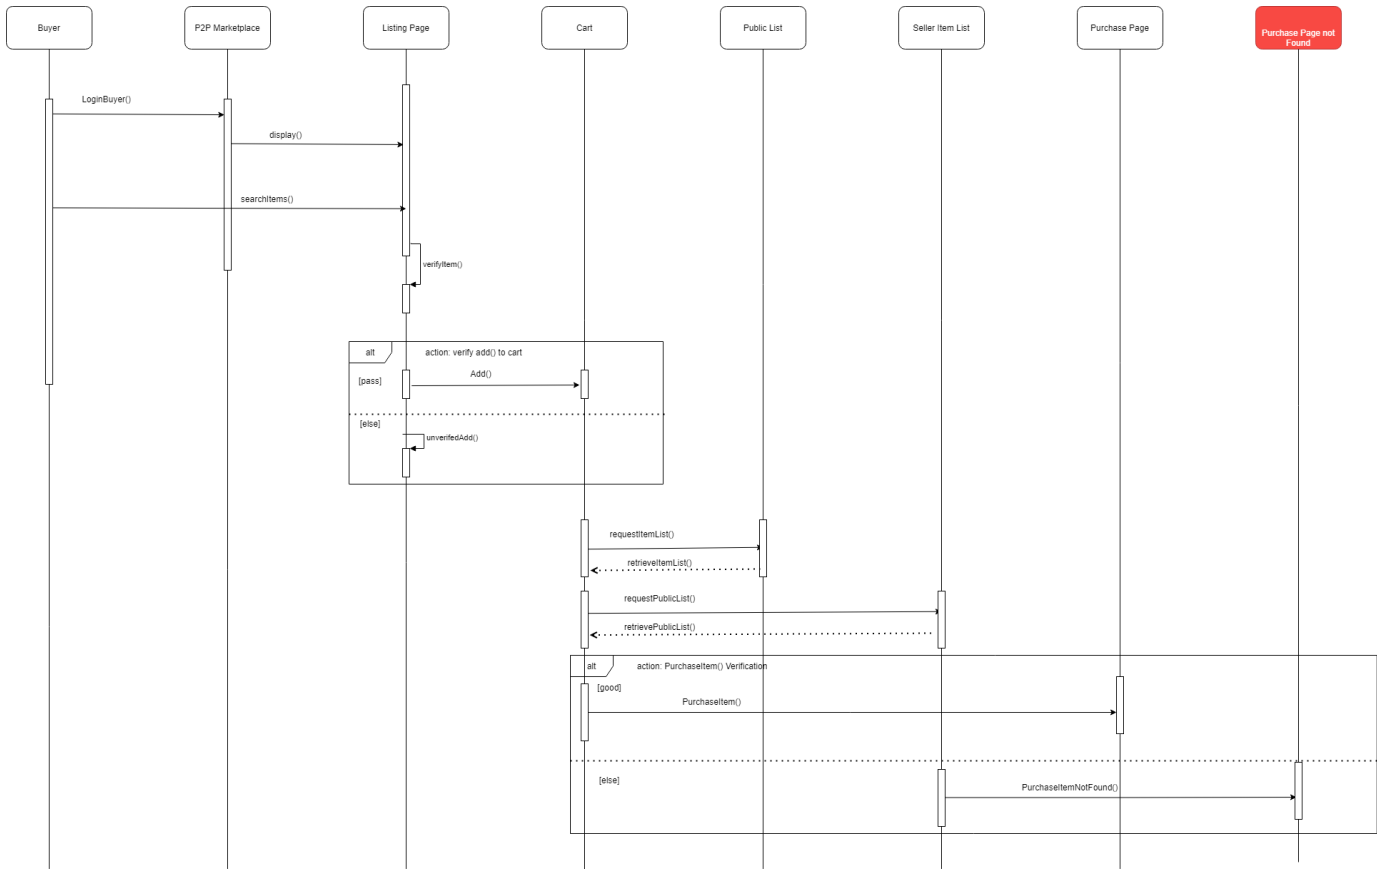 Buyer
P2P Marketplace
Listing Page
Cart
Public List
Seller Item List
Purchase Page
Purchase Page not
Found
LoginBuyer()
display()
searchItems()
verifyItem()
alt
action: verify add() to cart
[pass]
Add()
[else]
unverifedAdd()
requestItemList()
retrieveItemList()
requestPublicList()
retrievePublicList()
alt
action: PurchaseItem() Verification
[good]
PurchaseItem()
[else]
PurchaseItemNotFound()